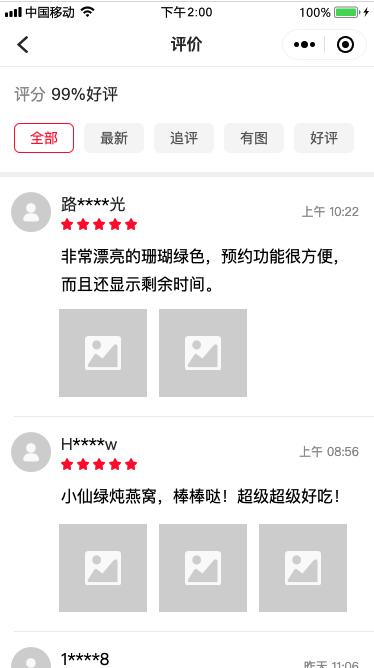 中国移动 下午2:00 100%
评价
评分 99%好评
全部 最新 追评 有图 好评
路****光 上午 10:22
非常漂亮的珊瑚绿色，预约功能很方便，
而且还显示剩余时间。
H****w 上午 08:56
小仙绿炖燕窝，棒棒哒！超级超级好吃！
1****8 昨天 11:06